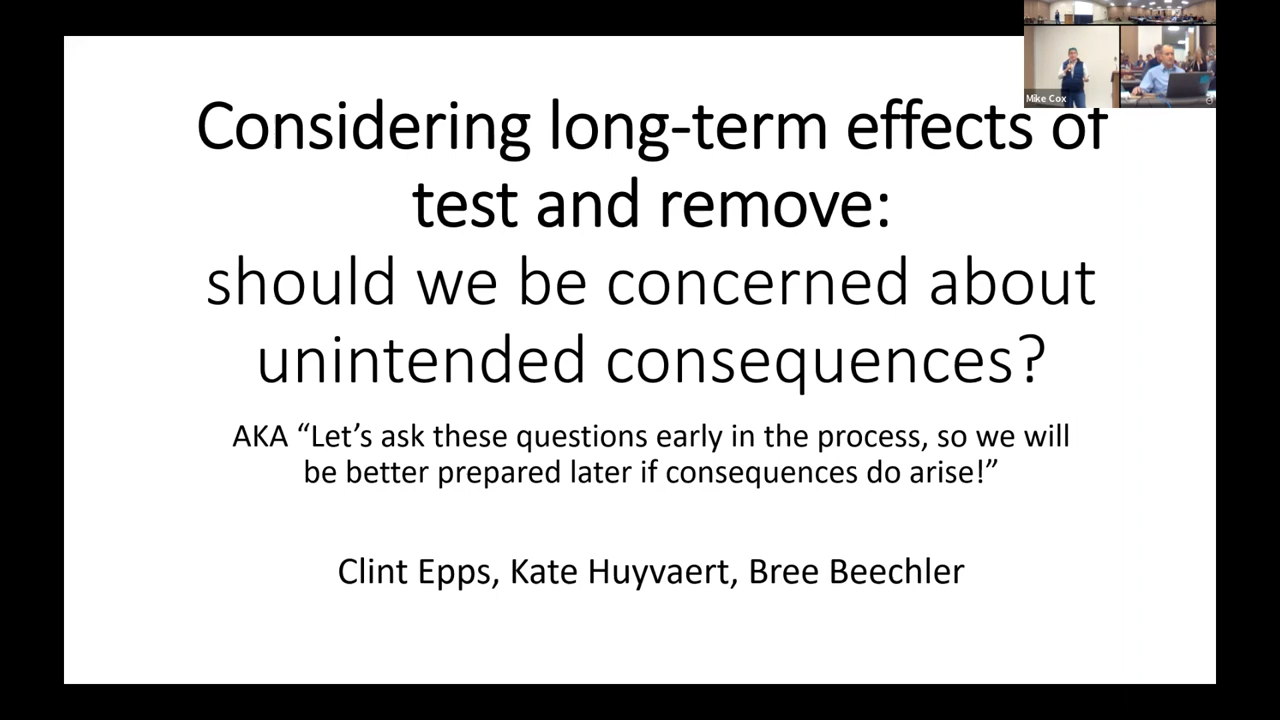 Mike Cox
Considering long-term effects of
test and remove:
should we be concerned about
unintended consequences?
AKA “Let’s ask these questions early in the process, so we will
be better prepared later if consequences do arise!”
Clint Epps, Kate Huyvaert, Bree Beechler